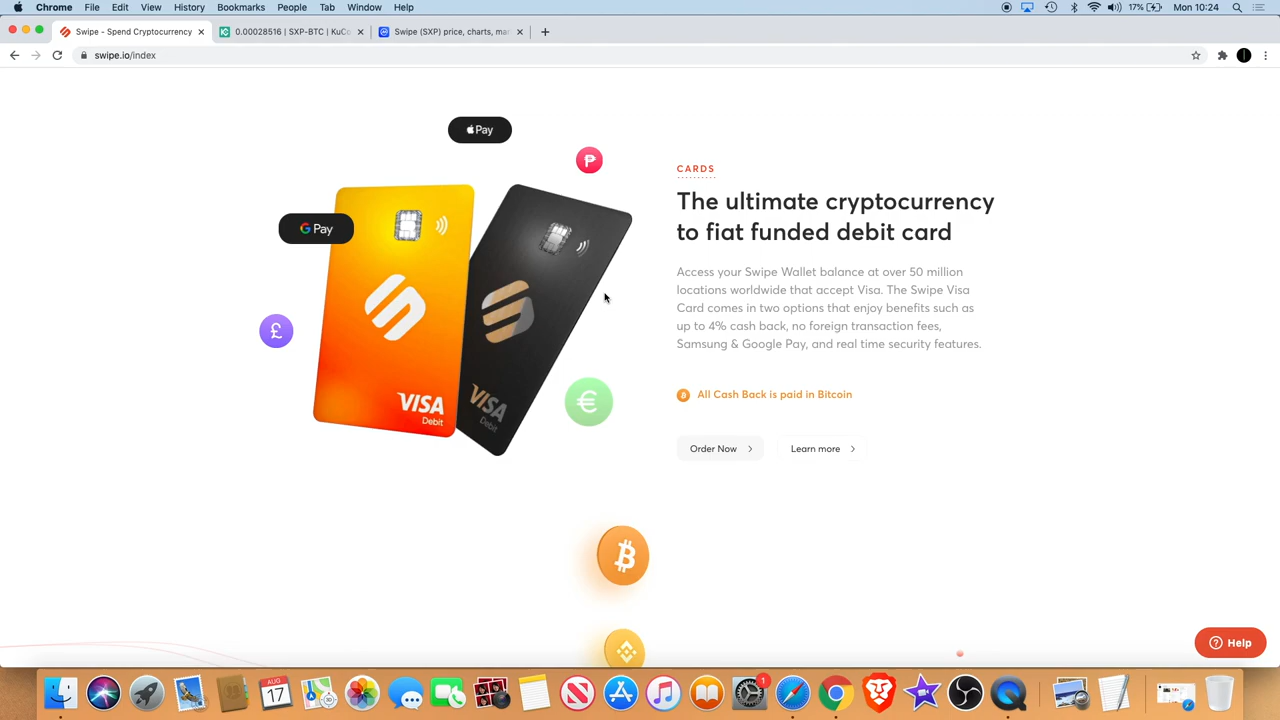 Chrome File Edit View History Bookmarks People Tab Window Help 17% Mon 10:24
Swipe - Spend Cryptocurrency 0.00028516 | SXP-BTC | KuCo Swipe (SXP) price, charts, mar
swipe.io/index
Pay
₱
G Pay
£
€
VISA
Debit
VISA
Debit
CARDS
The ultimate cryptocurrency
to fiat funded debit card
Access your Swipe Wallet balance at over 50 million
locations worldwide that accept Visa. The Swipe Visa
Card comes in two options that enjoy benefits such as
up to 4% cash back, no foreign transaction fees,
Samsung & Google Pay, and real time security features.
All Cash Back is paid in Bitcoin
Order Now Learn more
Help
AUG
17
1